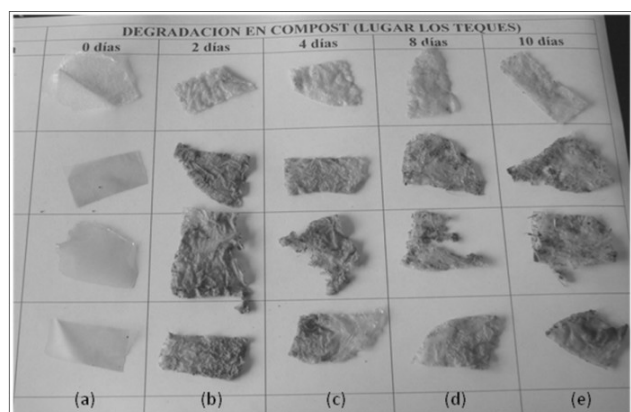 DEGRADACION EN COMPOST (LUGAR LOS TEQUES)
0 días 2 días 4 días 8 días 10 días
(a) (b) (c) (d) (e)